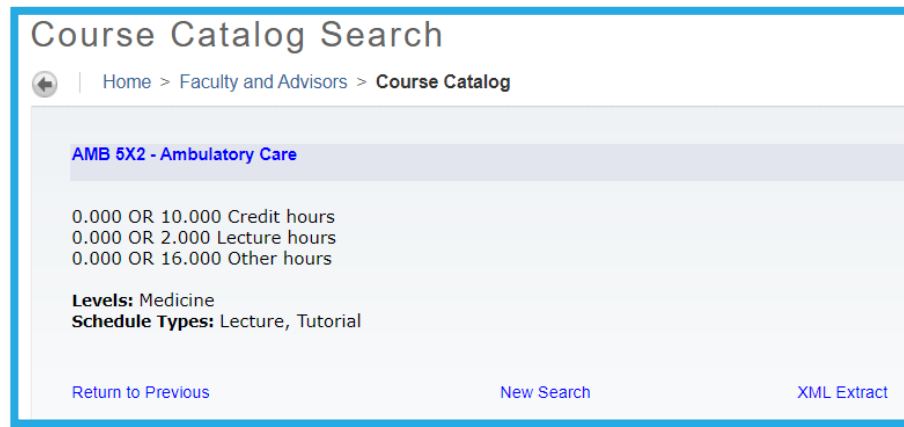 Course Catalog Search
Home > Faculty and Advisors > Course Catalog
AMB 5X2 - Ambulatory Care
0.000 OR 10.000 Credit hours
0.000 OR 2.000 Lecture hours
0.000 OR 16.000 Other hours
Levels: Medicine
Schedule Types: Lecture, Tutorial
Return to Previous New Search XML Extract